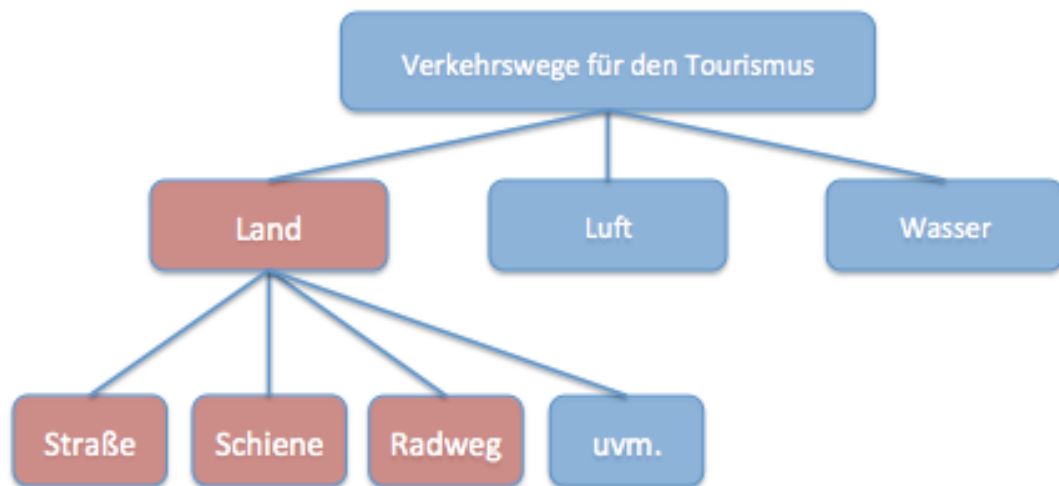 Verkehrswege für den Tourismus
Land
Luft
Wasser
Straße
Schiene
Radweg
uvm.